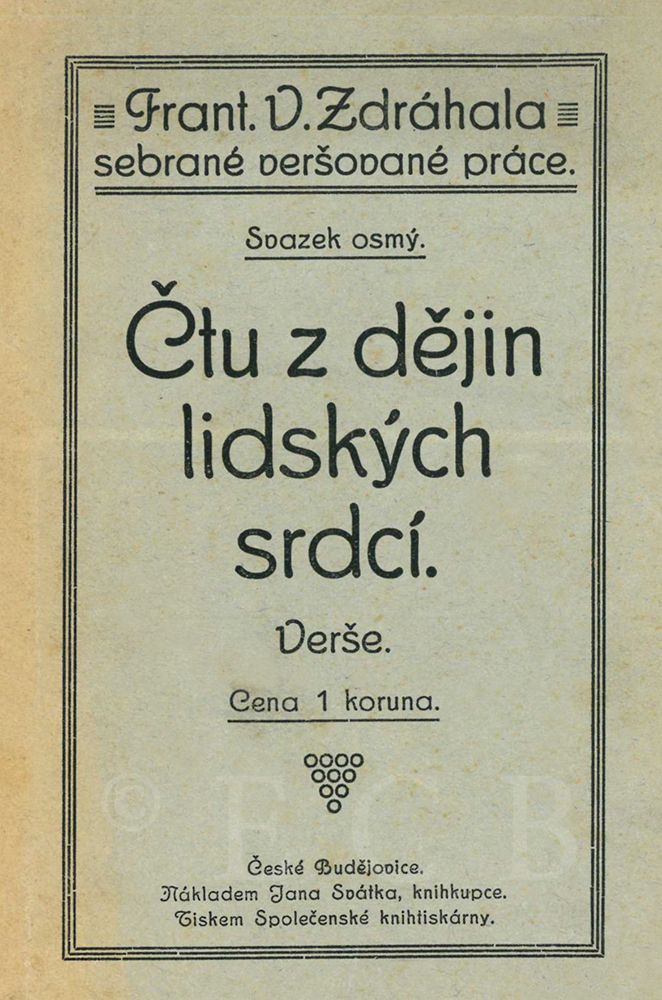 Frant. V. Zdráhala
sebrané veršované práce.
Svazek osmý.
Čtu z dějin
lidských
srdcí.
Verše.
Cena 1 koruna.
© E C B
České Budějovice.
Nákladem Jana Svátka, knihkupce.
Tiskem Společenské knihtiskárny.